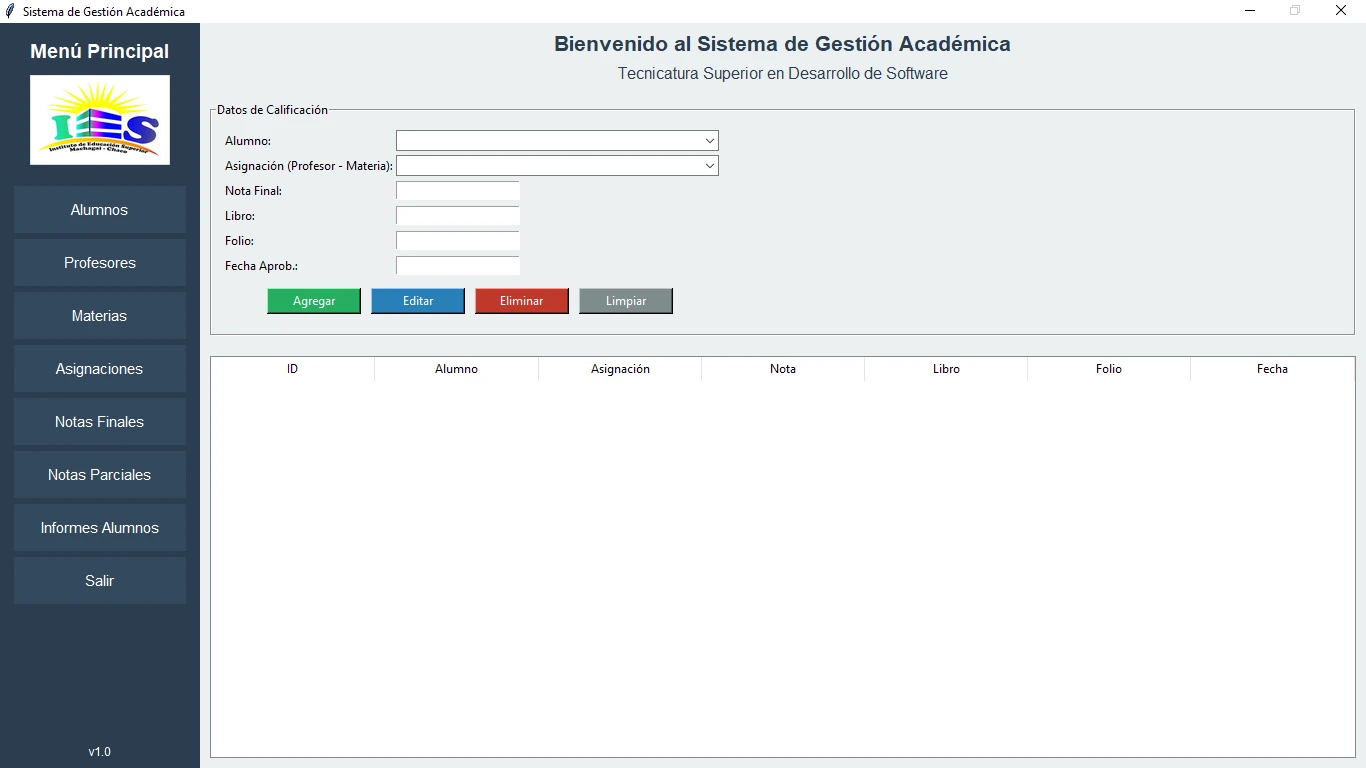 Sistema de Gestión Académica
Menú Principal
IES
Instituto de Educación Superior
Machagai - Chaco
Alumnos
Profesores
Materias
Asignaciones
Notas Finales
Notas Parciales
Informes Alumnos
Salir
v1.0
Bienvenido al Sistema de Gestión Académica
Tecnicatura Superior en Desarrollo de Software
Datos de Calificación
Alumno:
Asignación (Profesor - Materia):
Nota Final:
Libro:
Folio:
Fecha Aprob.:
Agregar Editar Eliminar Limpiar
ID Alumno Asignación Nota Libro Folio Fecha